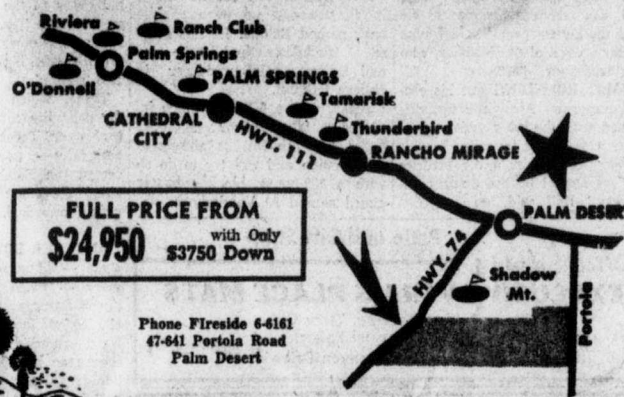 Riviera
Ranch Club
Palm Springs
O'Donnell
PALM SPRINGS
CATHEDRAL
CITY
Tamarisk
Thunderbird
HWY. 111
RANCHO MIRAGE
PALM DESER
HWY. 74
Shadow
Mt.
Portola
FULL PRICE FROM
$24,950
with Only
$3750 Down
Phone FIreside 6-6161
47-641 Portola Road
Palm Desert